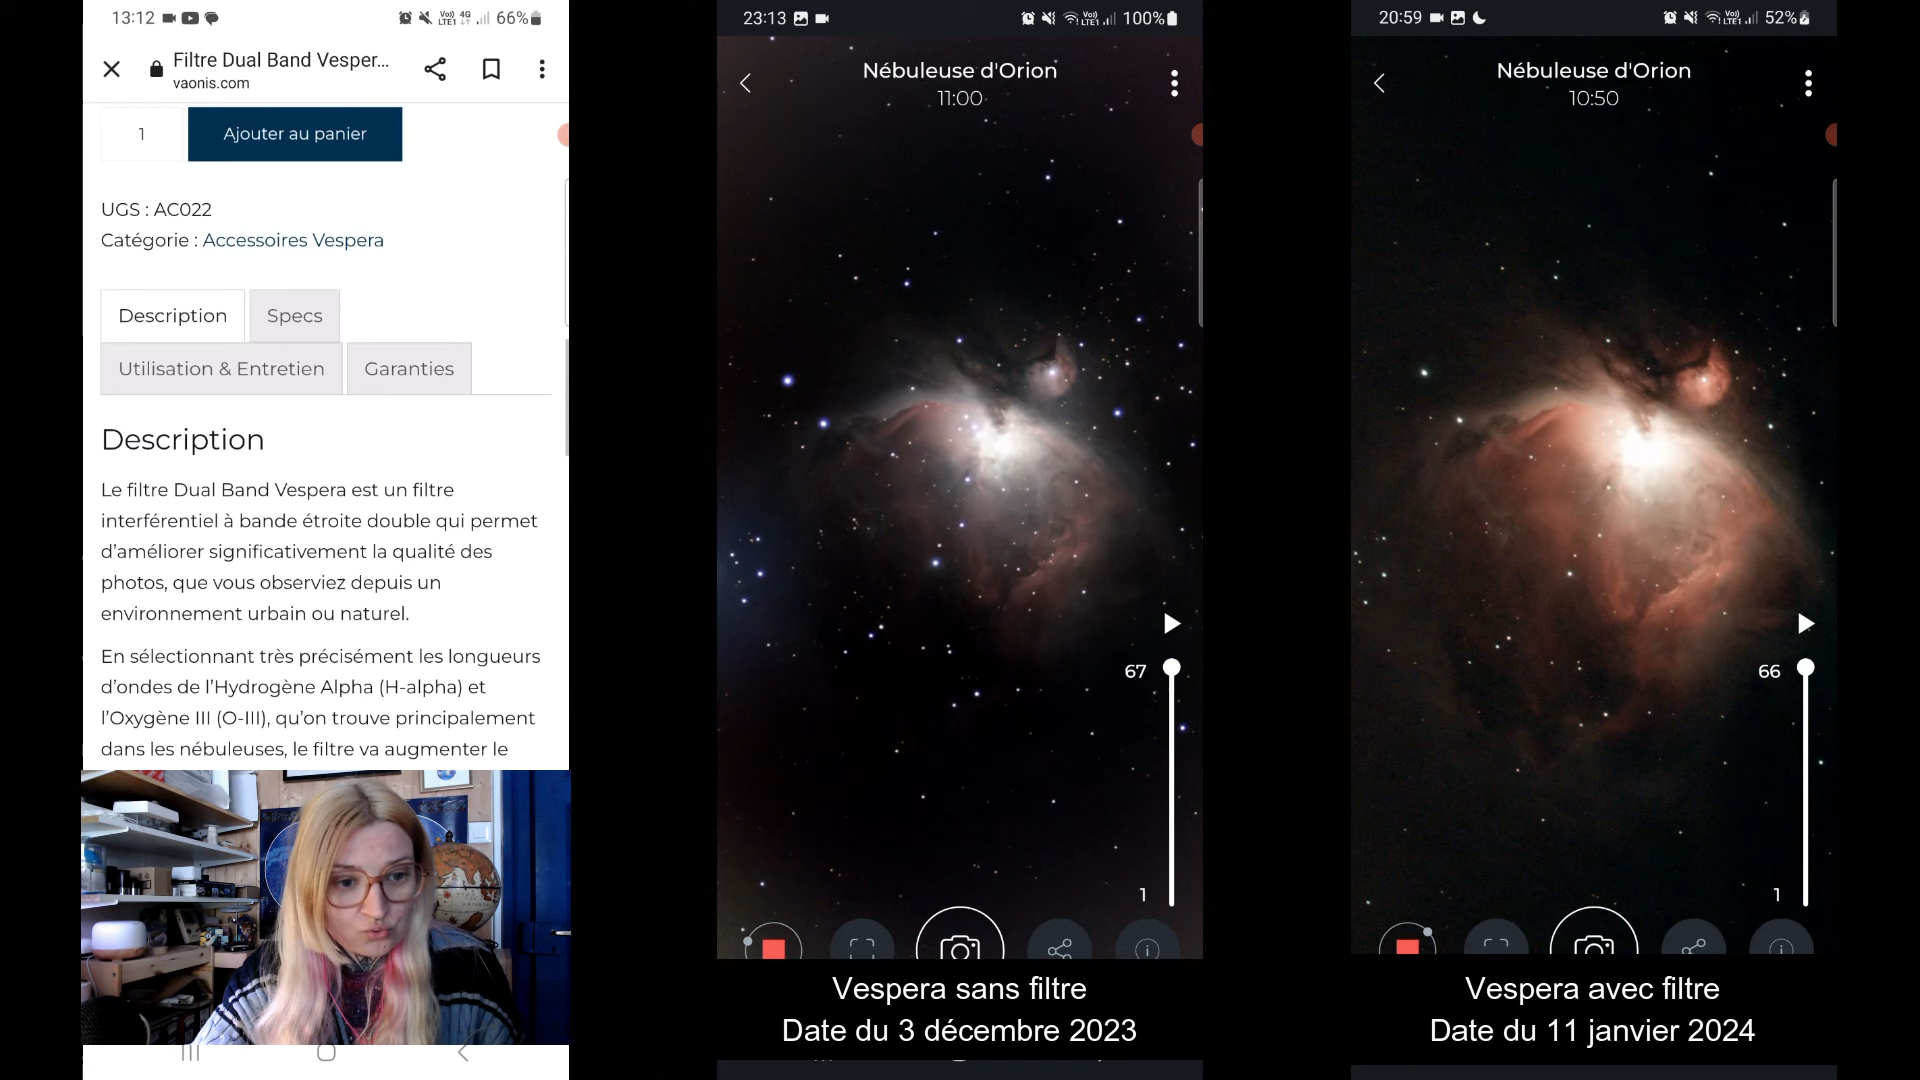 13:12
66%
Filtre Dual Band Vesper...
vaonis.com
1
Ajouter au panier
UGS : AC022
Catégorie : Accessoires Vespera
Description
Specs
Utilisation & Entretien
Garanties
Description
Le filtre Dual Band Vespera est un filtre
interférentiel à bande étroite double qui permet
d'améliorer significativement la qualité des
photos, que vous observiez depuis un
environnement urbain ou naturel.
En sélectionnant très précisément les longueurs
d'ondes de l'Hydrogène Alpha (H-alpha) et
l'Oxygène III (O-III), qu'on trouve principalement
dans les nébuleuses, le filtre va augmenter le
23:13
100%
Nébuleuse d'Orion
11:00
67
1
Vespera sans filtre
Date du 3 décembre 2023
20:59
52%
Nébuleuse d'Orion
10:50
66
1
Vespera avec filtre
Date du 11 janvier 2024